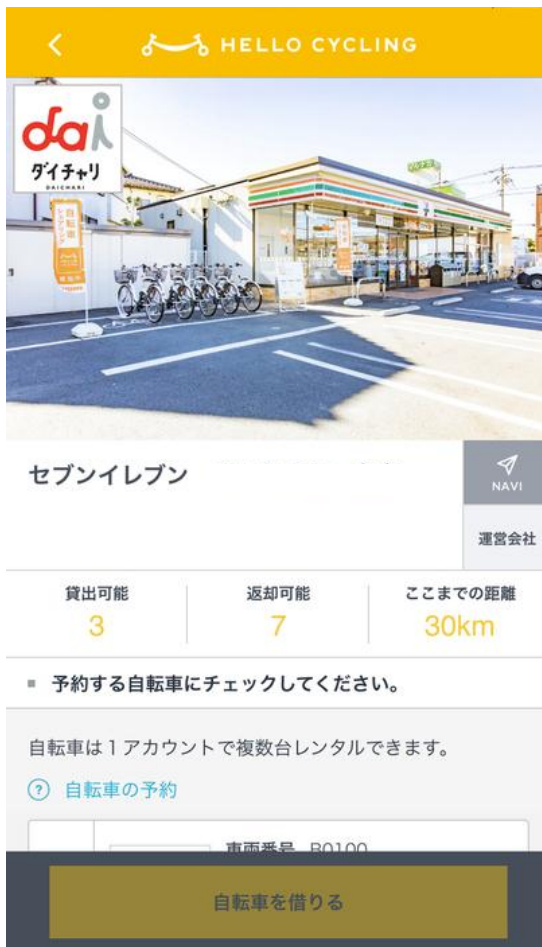 HELLO CYCLING
dai
ダイチャリ
DAICHARI
自転車
セブンイレブン
NAVI
運営会社
貸出可能
返却可能
ここまでの距離
3
7
30km
予約する自転車にチェックしてください。
自転車は1アカウントで複数台レンタルできます。
? 自転車の予約
車両番号 B0100
自転車を借りる